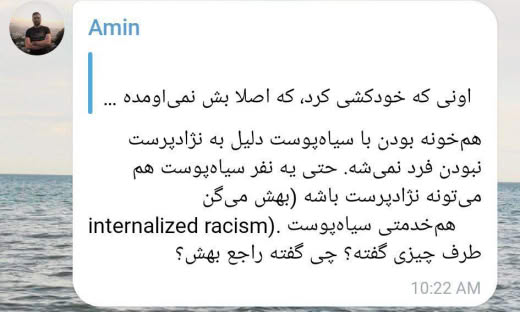 Amin
اونی که خودکشی کرد، که اصلا بش نمی‌اومده ...
هم‌خونه بودن با سیاه‌پوست دلیل به نژادپرست
نبودن فرد نمی‌شه. حتی یه نفر سیاه‌پوست هم
می‌تونه نژادپرست باشه (بهش می‌گن
internalized racism). هم‌خدمتی سیاه‌پوست
طرف چیزی گفته؟ چی گفته راجع بهش؟
10:22 AM